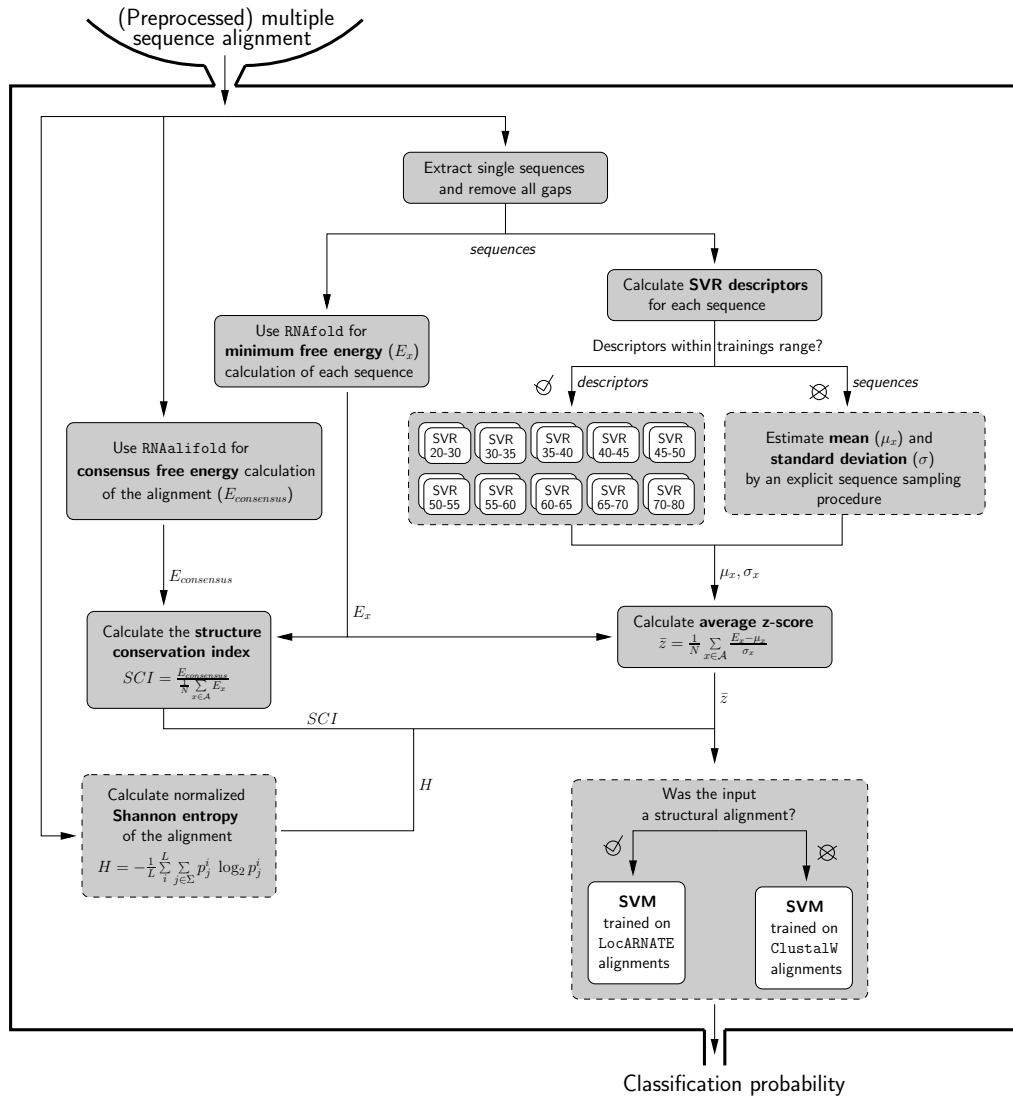 (Preprocessed) multiple
sequence alignment
Extract single sequences
and remove all gaps
sequences
Calculate SVR descriptors
for each sequence
Use RNAfold for
minimum free energy (E_x)
calculation of each sequence
Descriptors within trainings range?
descriptors
sequences
SVR
20-30
SVR
30-35
SVR
35-40
SVR
40-45
SVR
45-50
SVR
50-55
SVR
55-60
SVR
60-65
SVR
65-70
SVR
70-80
Estimate mean (μ_x) and
standard deviation (σ)
by an explicit sequence sampling
procedure
Use RNAalifold for
consensus free energy calculation
of the alignment (E_consensus)
E_consensus
E_x
μ_x, σ_x
Calculate the structure
conservation index
SCI = E_consensus / (1/N ∑_{x∈A} E_x)
Calculate average z-score
z̄ = 1/N ∑_{x∈A} (E_x−μ_x)/σ_x
SCI
z̄
H
Calculate normalized
Shannon entropy
of the alignment
H = −1/L ∑_i^L ∑_{j∈Σ} p_j^i log_2 p_j^i
Was the input
a structural alignment?
SVM
trained on
LocARNATE
alignments
SVM
trained on
ClustalW
alignments
Classification probability